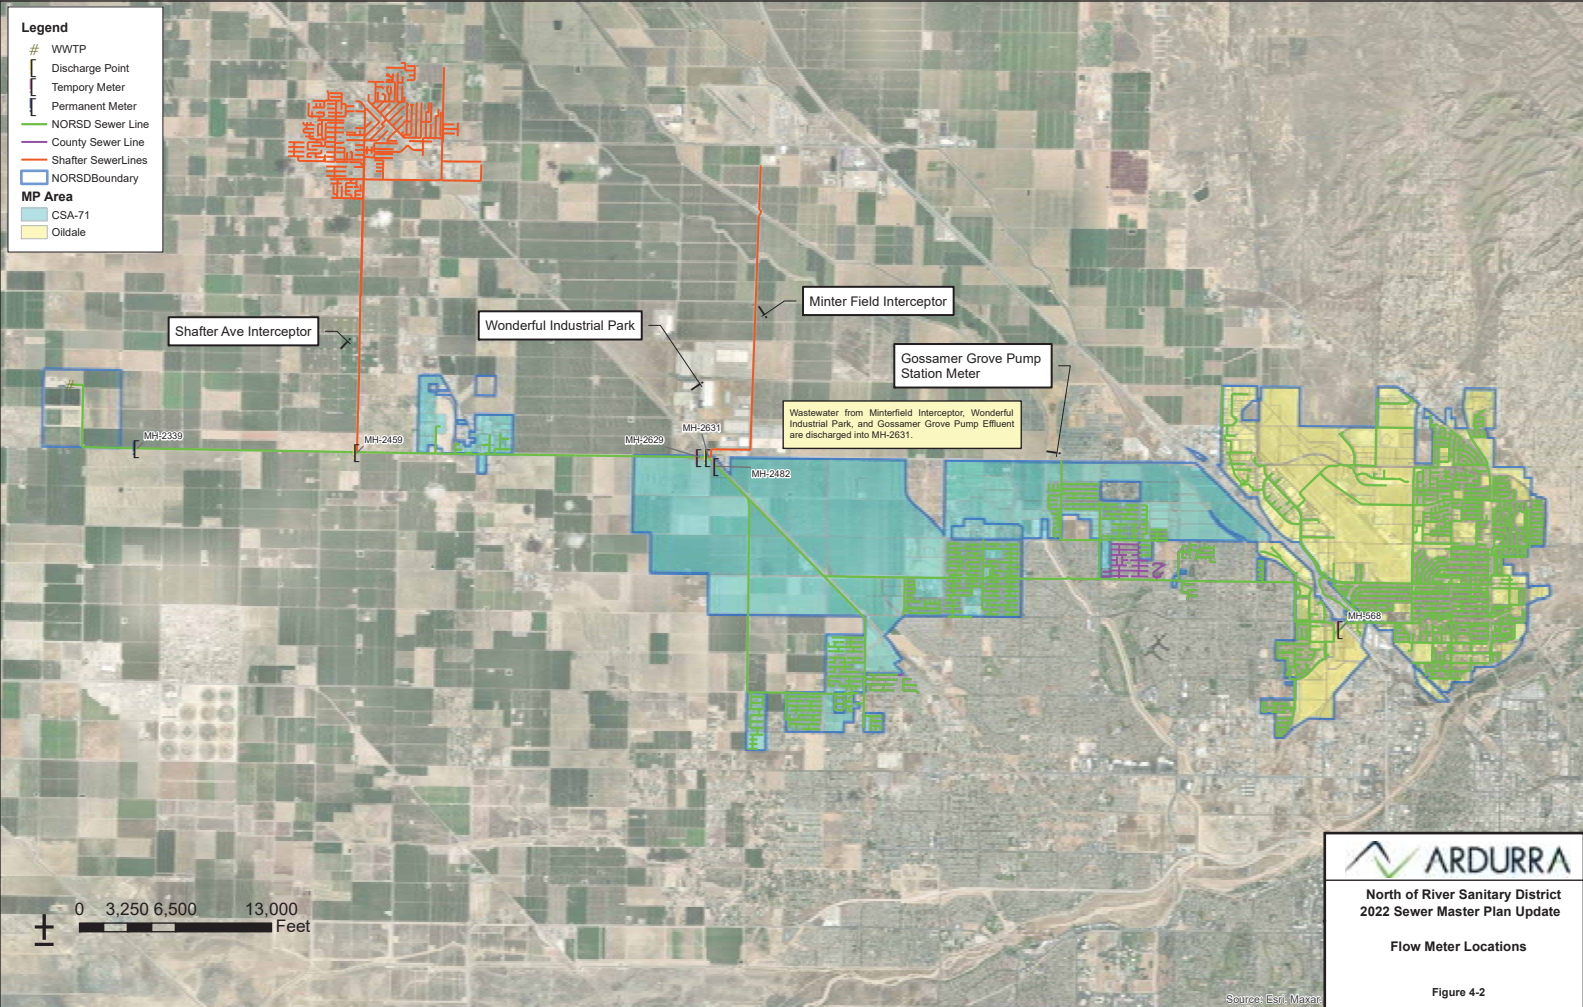 Legend
# WWTP
Discharge Point
Tempory Meter
Permanent Meter
NORSD Sewer Line
County Sewer Line
Shafter SewerLines
NORSDBoundary
MP Area
CSA-71
Oildale
Minter Field Interceptor
Shafter Ave Interceptor
Wonderful Industrial Park
Gossamer Grove Pump
Station Meter
#
Wastewater from Minterfield Interceptor, Wonderful
Industrial Park, and Gossamer Grove Pump Effluent
are discharged into MH-2631.
MH-2339
MH-2459
MH-2629
MH-2631
MH-2482
MH-568
0 3,250 6,500 13,000
Feet
ARDURRA
North of River Sanitary District
2022 Sewer Master Plan Update
Flow Meter Locations
Figure 4-2
Source: Esri, Maxar,